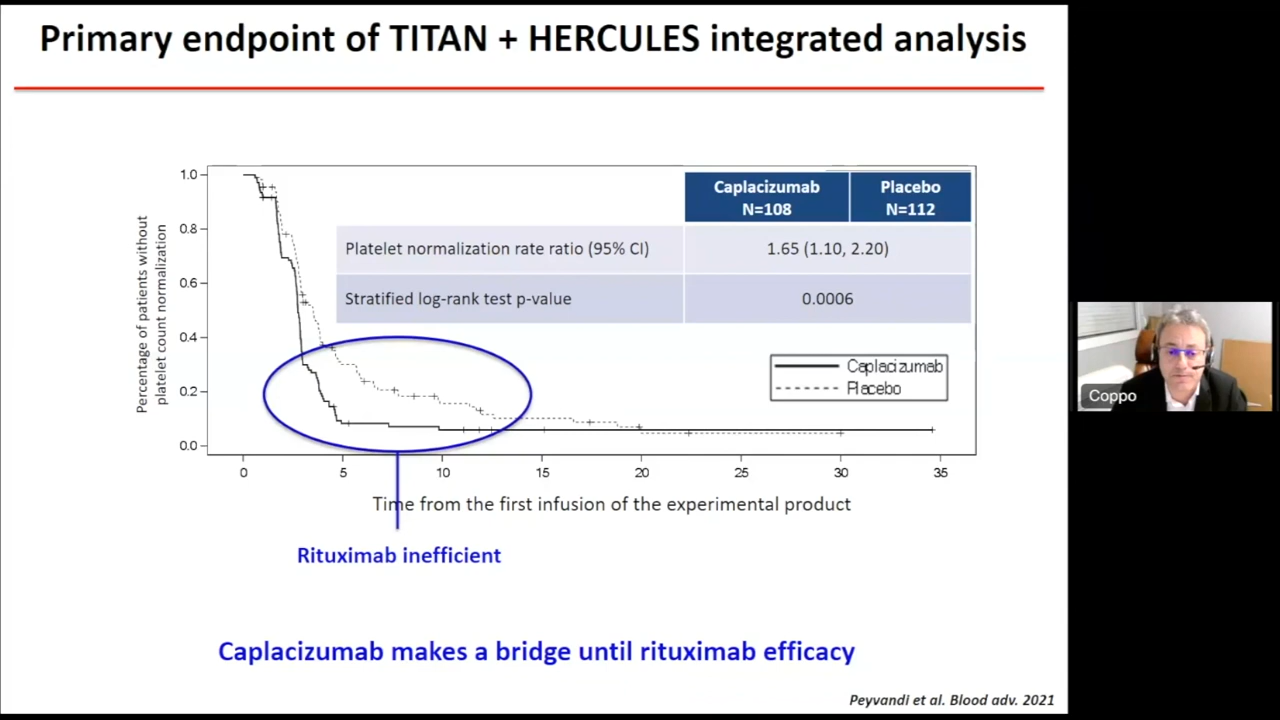 Primary endpoint of TITAN + HERCULES integrated analysis
Caplacizumab
N=108
Placebo
N=112
Platelet normalization rate ratio (95% CI)
1.65 (1.10, 2.20)
Stratified log-rank test p-value
0.0006
Percentage of patients without
platelet count normalization
1.0
0.8
0.6
0.4
0.2
0.0
Caplacizumab
Placebo
0 5 10 15 20 25 30 35
Time from the first infusion of the experimental product
Rituximab inefficient
Caplacizumab makes a bridge until rituximab efficacy
Peyvandi et al. Blood adv. 2021
Coppo